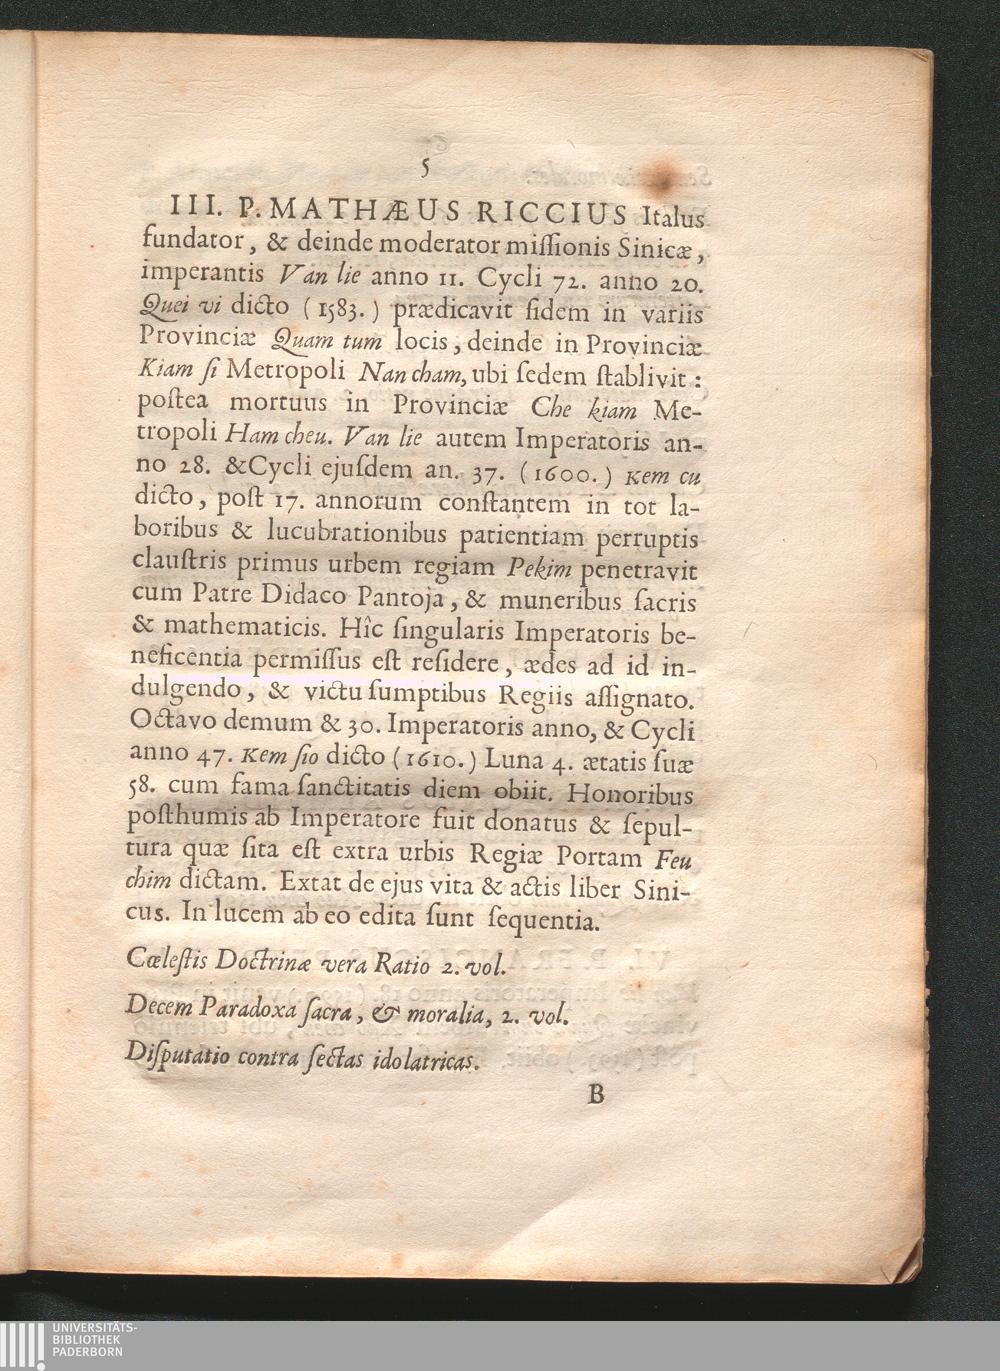 5
III. P. MATHÆUS RICCIUS Italus
fundator, & deinde moderator missionis Sinicæ,
imperantis Van lie anno 11. Cycli 72. anno 20.
Quei vi dicto (1583.) prædicavit fidem in variis
Provinciæ Quam tum locis, deinde in Provinciæ
Kiam si Metropoli Nan cham, ubi sedem stablivit :
postea mortuus in Provinciæ Che kiam Me-
tropoli Ham cheu. Van lie autem Imperatoris an-
no 28. &Cycli ejusdem an. 37. (1600.) Kem cu
dicto, post 17. annorum constantem in tot la-
boribus & lucubrationibus patientiam perruptis
claustris primus urbem regiam Pekim penetravit
cum Patre Didaco Pantoja, & muneribus sacris
& mathematicis. Hîc singularis Imperatoris be-
neficentia permissus est residere, ædes ad id in-
dulgendo, & victu sumptibus Regiis assignato.
Octavo demum & 30. Imperatoris anno, & Cycli
anno 47. Kem sio dicto (1610.) Luna 4. ætatis suæ
58. cum fama sanctitatis diem obiit. Honoribus
posthumis ab Imperatore fuit donatus & sepul-
tura quæ sita est extra urbis Regiæ Portam Feu
chim dictam. Extat de ejus vita & actis liber Sini-
cus. In lucem ab eo edita sunt sequentia.
Cœlestis Doctrinæ vera Ratio 2. vol.
Decem Paradoxa sacra, & moralia, 2. vol.
Disputatio contra sectas idolatricas.
B
UNIVERSITÄTS-
BIBLIOTHEK
PADERBORN